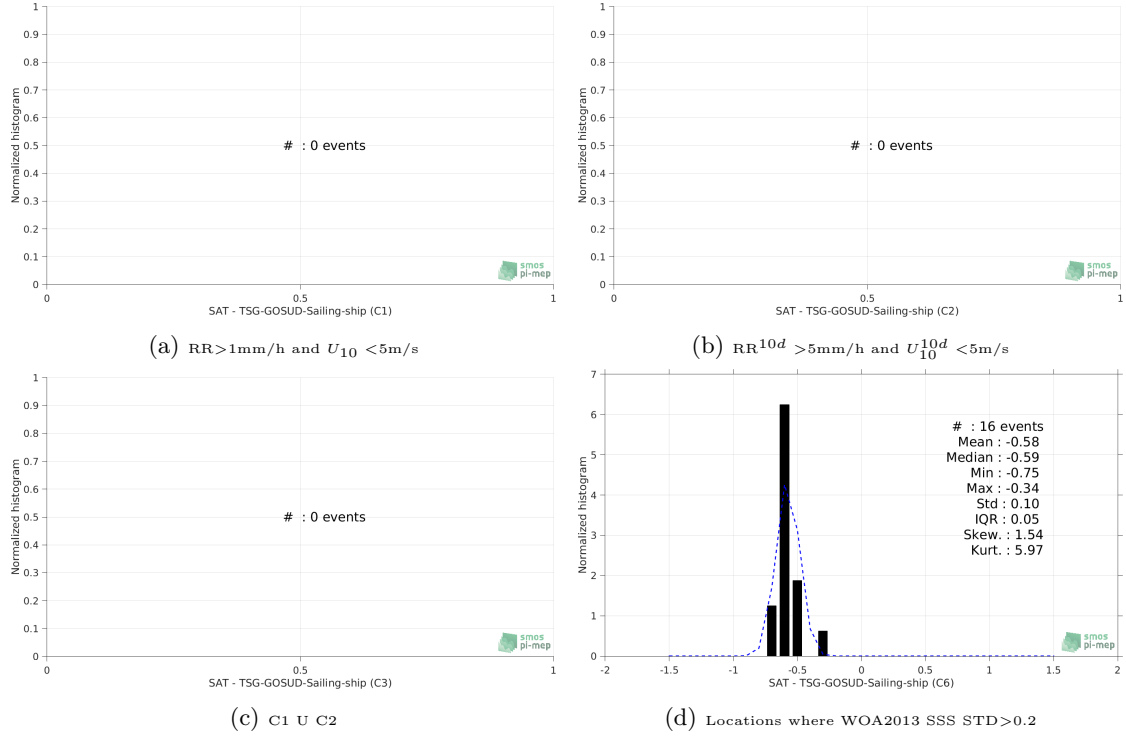 1
0.9
0.8
0.7
0.6
0.5
0.4
0.3
0.2
0.1
0
Normalized histogram
# : 0 events
smos
pi-mep
0 0.5 1
SAT - TSG-GOSUD-Sailing-ship (C1)
(a) RR>1mm/h and U10 <5m/s
1
0.9
0.8
0.7
0.6
0.5
0.4
0.3
0.2
0.1
0
Normalized histogram
# : 0 events
smos
pi-mep
0 0.5 1
SAT - TSG-GOSUD-Sailing-ship (C2)
(b) RR10d >5mm/h and U10d10 <5m/s
1
0.9
0.8
0.7
0.6
0.5
0.4
0.3
0.2
0.1
0
Normalized histogram
# : 0 events
smos
pi-mep
0 0.5 1
SAT - TSG-GOSUD-Sailing-ship (C3)
(c) C1 U C2
7
6
5
4
3
2
1
0
Normalized histogram
# : 16 events
Mean : -0.58
Median : -0.59
Min : -0.75
Max : -0.34
Std : 0.10
IQR : 0.05
Skew. : 1.54
Kurt. : 5.97
smos
pi-mep
-2 -1.5 -1 -0.5 0 0.5 1 1.5 2
SAT - TSG-GOSUD-Sailing-ship (C6)
(d) Locations where WOA2013 SSS STD>0.2